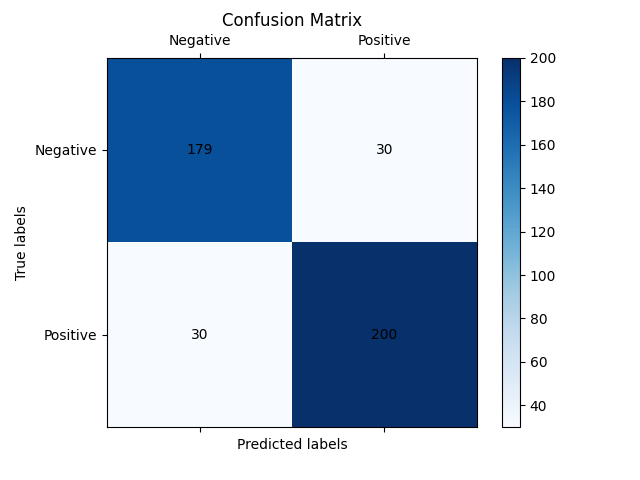 Confusion Matrix
Negative Positive
200
180
Negative 179 30
160
140
True labels
120
100
Positive 30 200
80
60
40
Predicted labels